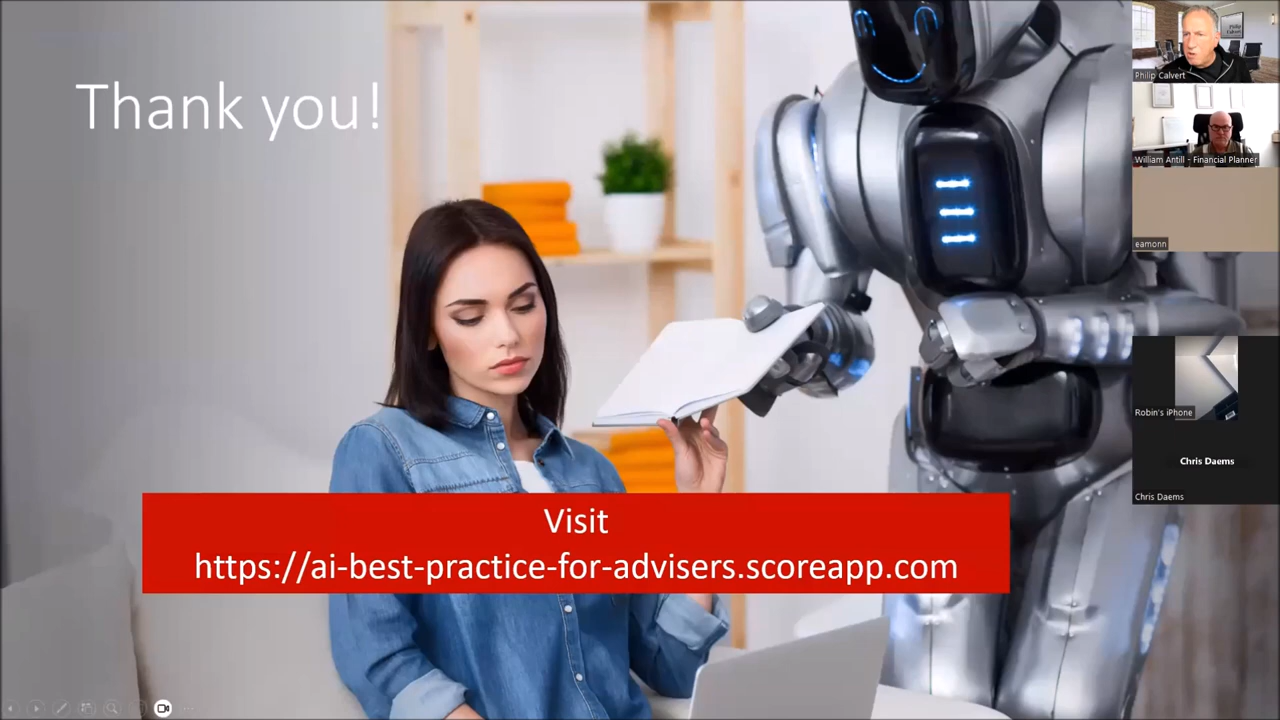 Thank you!
Visit
https://ai-best-practice-for-advisers.scoreapp.com
Philip Calvert
William Antill - Financial Planner
eamonn
Robin's iPhone
Chris Daems
Chris Daems